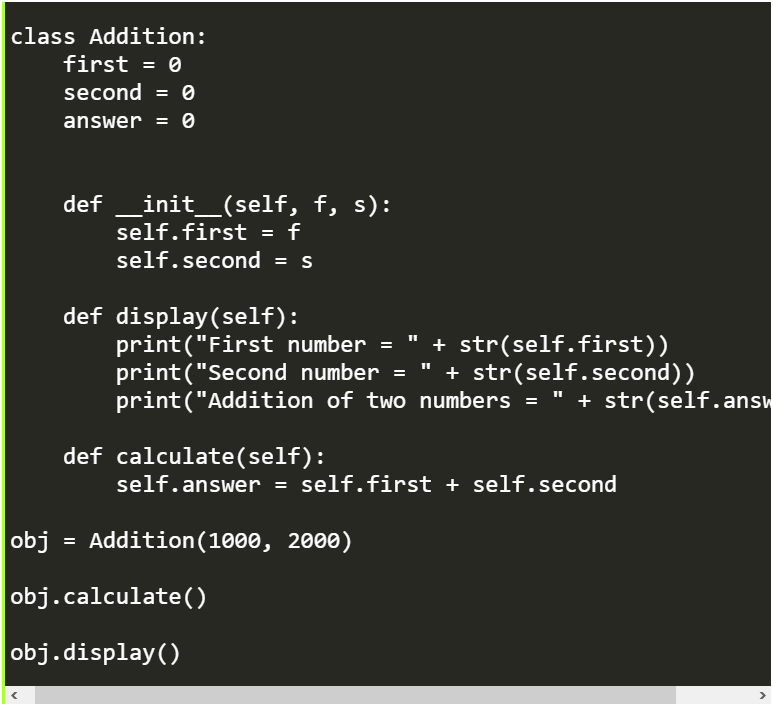 class Addition:
    first = 0
    second = 0
    answer = 0
    def __init__(self, f, s):
        self.first = f
        self.second = s
    def display(self):
        print("First number = " + str(self.first))
        print("Second number = " + str(self.second))
        print("Addition of two numbers = " + str(self.answ
    def calculate(self):
        self.answer = self.first + self.second
obj = Addition(1000, 2000)
obj.calculate()
obj.display()